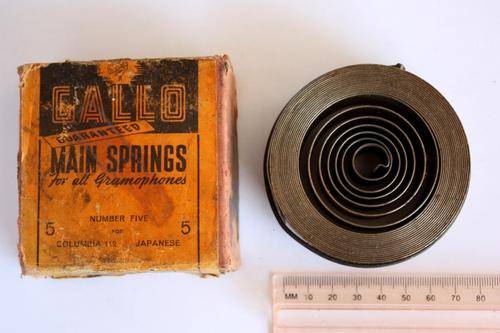 GALLO
GUARANTEED
MAIN SPRINGS
for all Gramophones
NUMBER FIVE
5 FOR 5
COLUMBIA 112 JAPANESE
MM 10 20 30 40 50 60 70 80